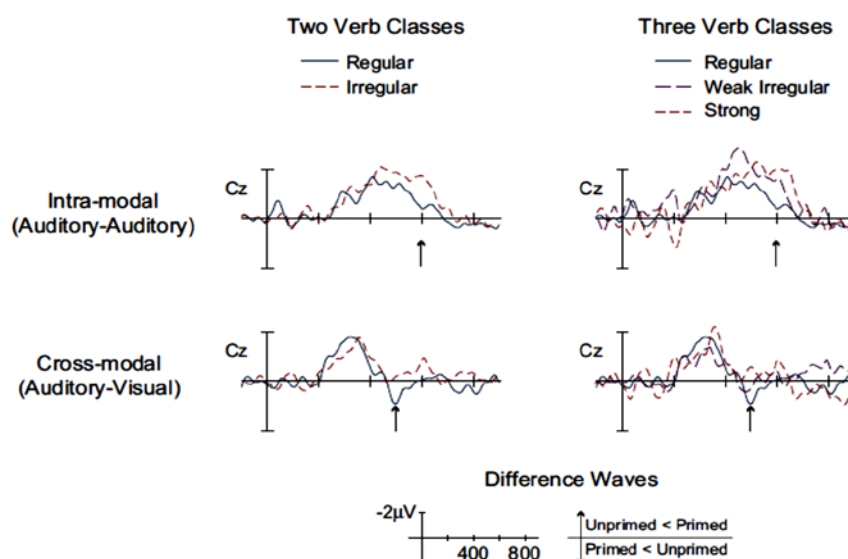 Two Verb Classes
Regular
Irregular
Three Verb Classes
Regular
Weak Irregular
Strong
Intra-modal
(Auditory-Auditory)
Cz
Cz
Cross-modal
(Auditory-Visual)
Cz
Cz
Difference Waves
-2µV
400 800
Unprimed < Primed
Primed < Unprimed